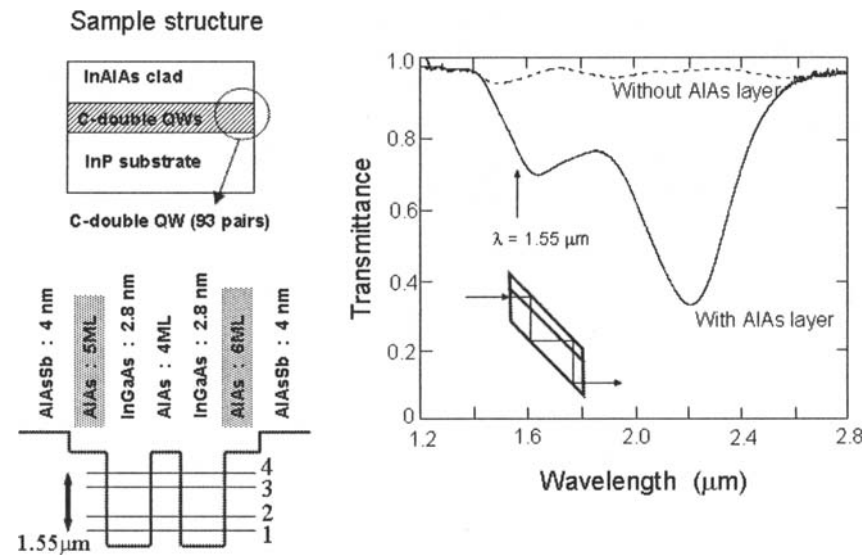 Sample structure
InAlAs clad
C-double QWs
InP substrate
C-double QW (93 pairs)
AlAsSb : 4 nm
AlAs : 5ML
InGaAs : 2.8 nm
AlAs : 4ML
InGaAs : 2.8 nm
AlAs : 6ML
AlAsSb : 4 nm
4
3
2
1
1.55μm
Transmittance
1.0
0.8
0.6
0.4
0.2
0
Without AlAs layer
λ = 1.55 μm
With AlAs layer
1.2
1.6
2.0
2.4
2.8
Wavelength (μm)